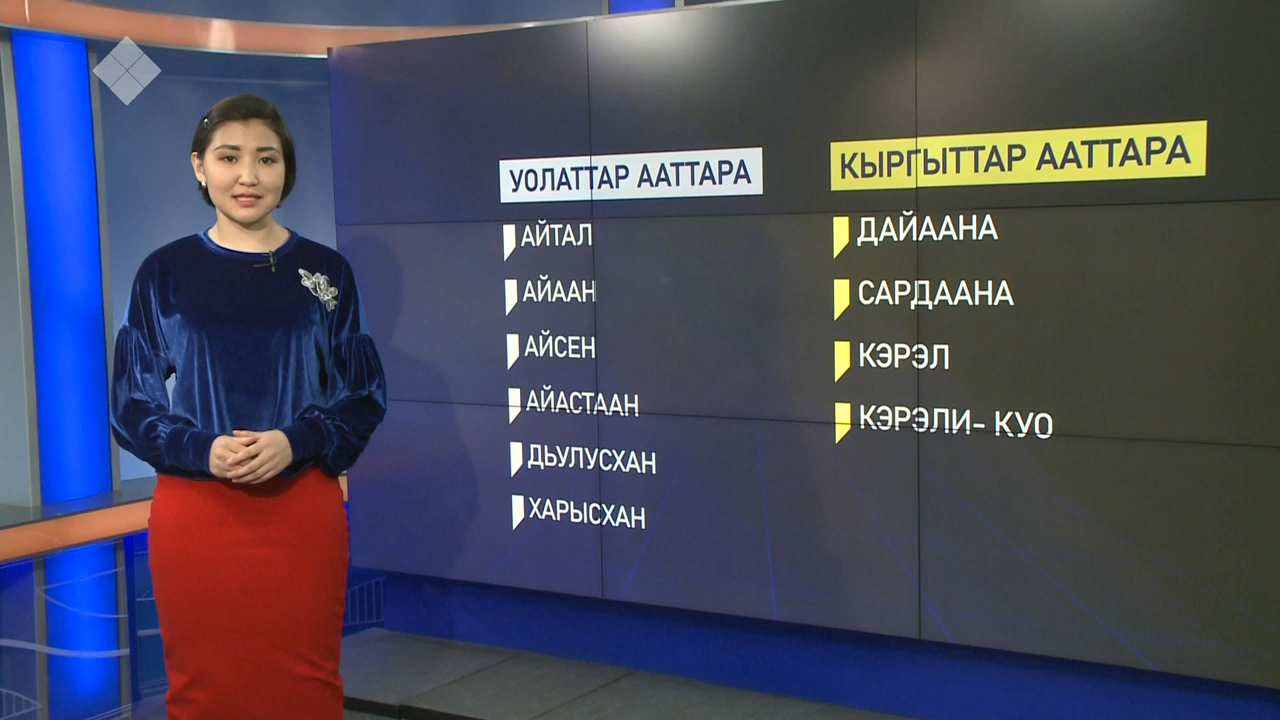 УОЛАТТАР ААТТАРА
АЙТАЛ
АЙААН
АЙСЕН
АЙАСТААН
ДЬУЛУСХАН
ХАРЫСХАН
КЫРГЫТТАР ААТТАРА
ДАЙААНА
САРДААНА
КЭРЭЛ
КЭРЭЛИ- КУО